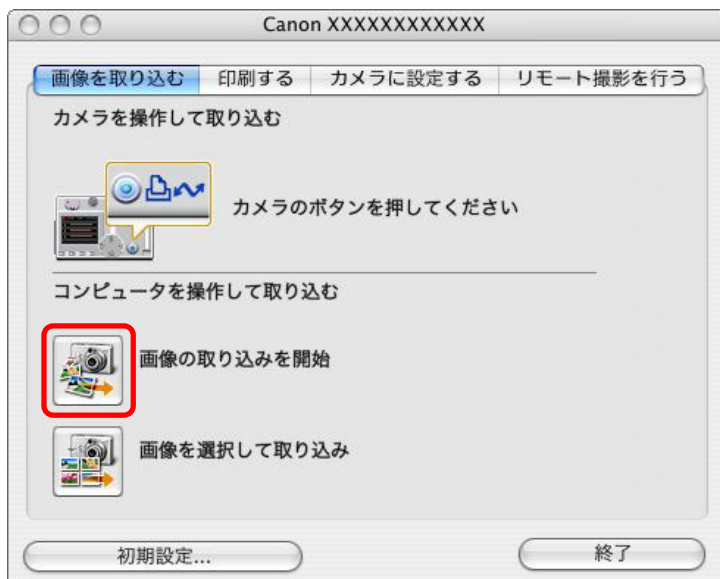 Canon XXXXXXXXXXXX
画像を取り込む 印刷する カメラに設定する リモート撮影を行う
カメラを操作して取り込む
カメラのボタンを押してください
コンピュータを操作して取り込む
画像の取り込みを開始
画像を選択して取り込み
初期設定... 終了